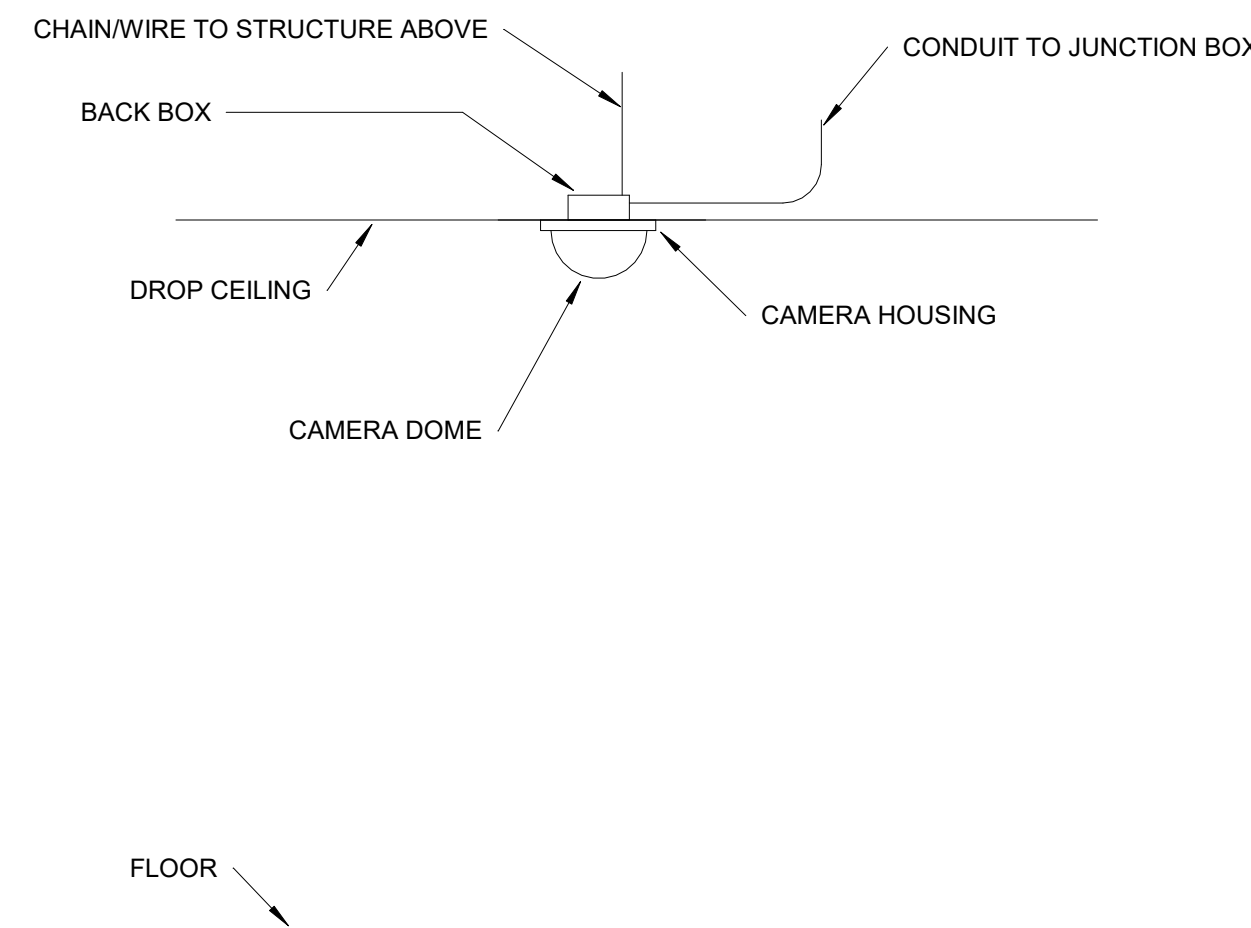 CHAIN/WIRE TO STRUCTURE ABOVE
CONDUIT TO JUNCTION BOX
BACK BOX
DROP CEILING
CAMERA HOUSING
CAMERA DOME
FLOOR